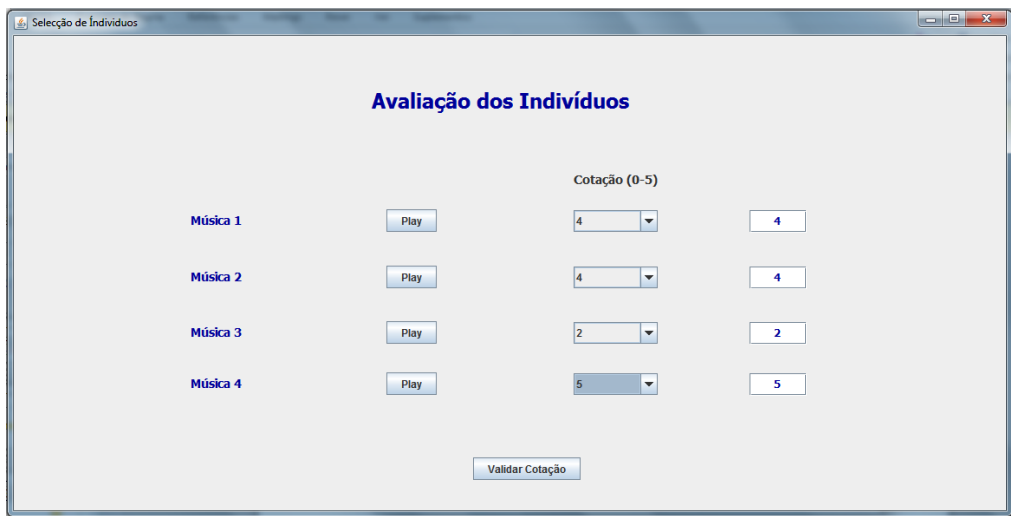 Selecção de Índividuos
Avaliação dos Indivíduos
Cotação (0-5)
Música 1 Play 4 4
Música 2 Play 4 4
Música 3 Play 2 2
Música 4 Play 5 5
Validar Cotação